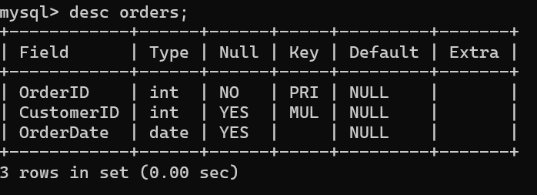 mysql> desc orders;
+------------+------+------+-----+---------+-------+
| Field      | Type | Null | Key | Default | Extra |
+------------+------+------+-----+---------+-------+
| OrderID    | int  | NO   | PRI | NULL    |       |
| CustomerID | int  | YES  | MUL | NULL    |       |
| OrderDate  | date | YES  |     | NULL    |       |
+------------+------+------+-----+---------+-------+
3 rows in set (0.00 sec)